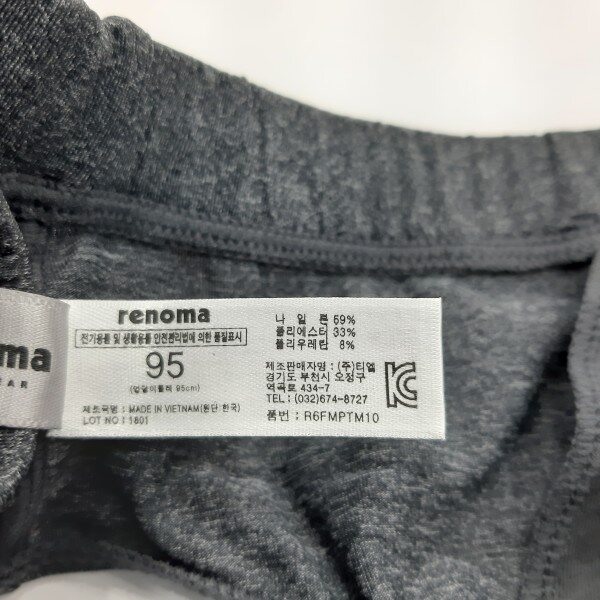 oma
EAR
renoma
전기용품 및 생활용품 안전관리법에 의한 품질표시
95
(엉덩이둘레 95cm)
제조국명 : MADE IN VIETNAM(원단 한국)
LOT NO : 1801
나 일 론 59%
폴리에스터 33%
폴리우레탄 8%
제조판매자명 : (주)티엘
경기도 부천시 오정구
역곡로 434-7
TEL : (032)674-8727
품번 : R6FMPTM10